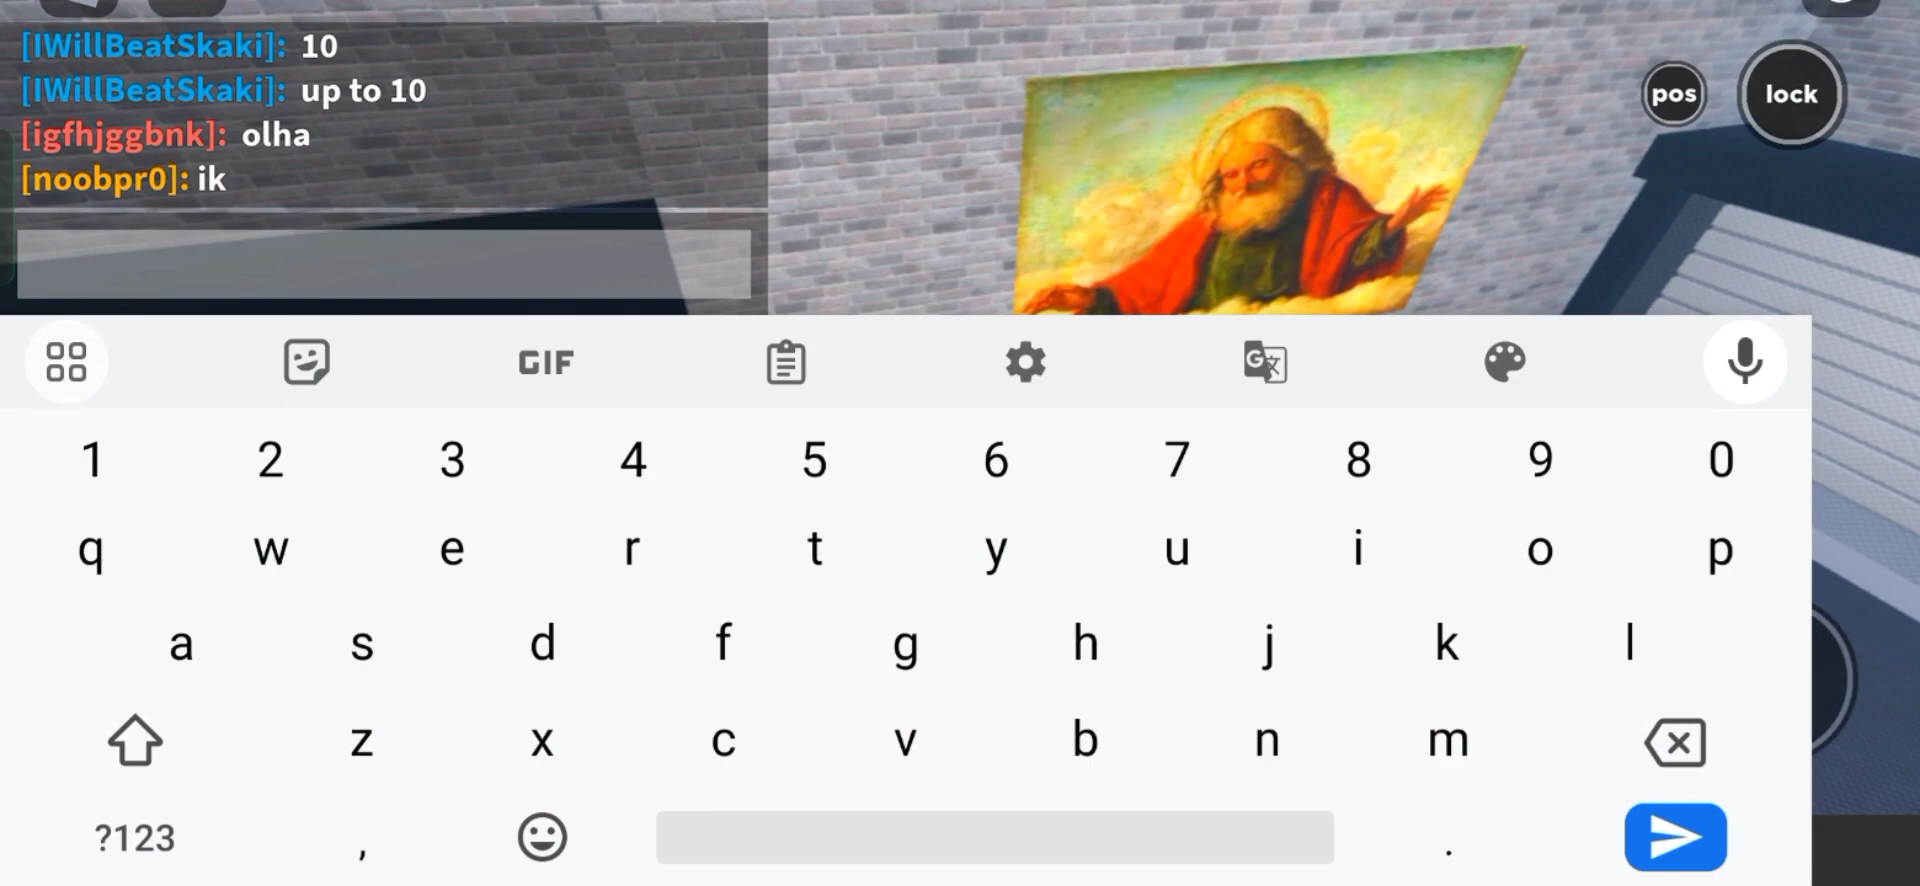 [IWillBeatSkaki]: 10
[IWillBeatSkaki]: up to 10
[igfhjggbnk]: olha
[noobpr0]: ik
pos
lock
GIF
1 2 3 4 5 6 7 8 9 0
q w e r t y u i o p
a s d f g h j k l
z x c v b n m
?123 , .